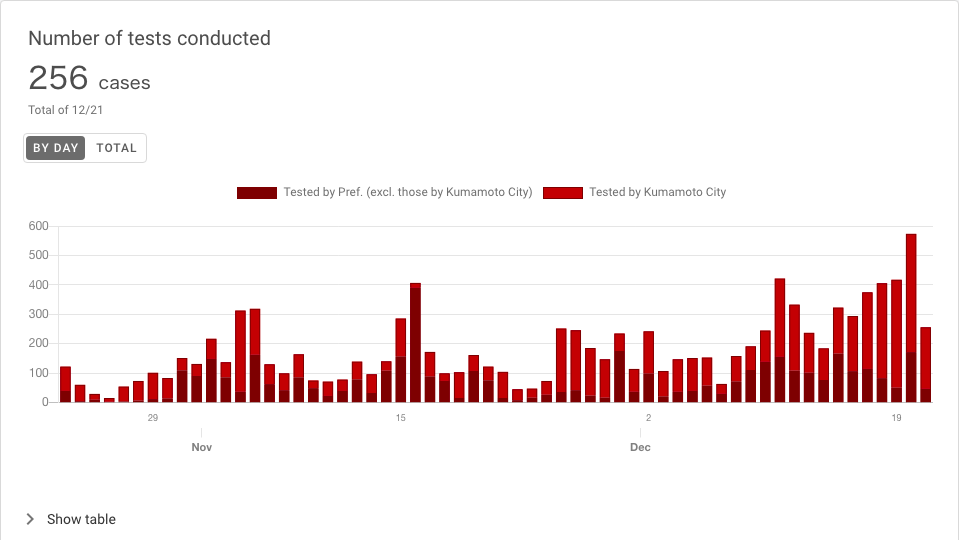 Number of tests conducted
256 cases
Total of 12/21
BY DAY TOTAL
Tested by Pref. (excl. those by Kumamoto City) Tested by Kumamoto City
600
500
400
300
200
100
0
29 15 2 19
Nov Dec
Show table